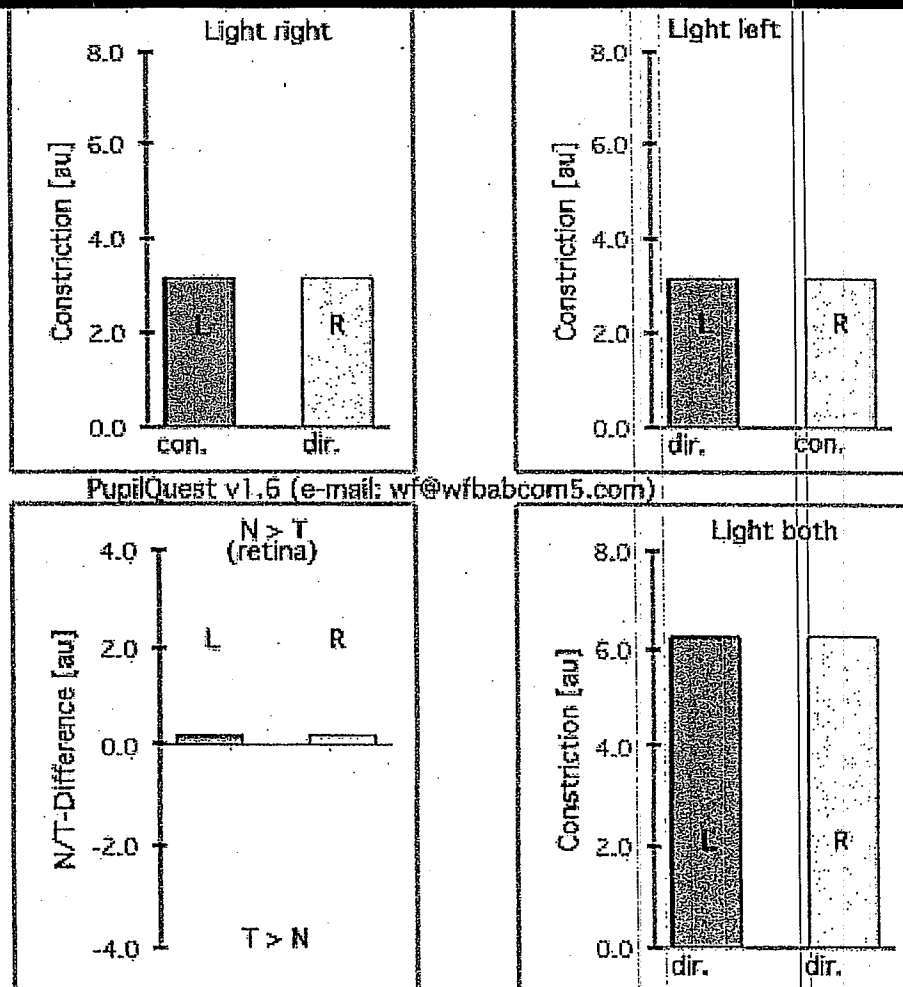 Light right
8.0
6.0
4.0
2.0
0.0
Constriction [au]
L
R
con.
dir.
Light left
8.0
6.0
4.0
2.0
0.0
Constriction [au]
L
R
dir.
con.
PupilQuest v1.6 (e-mail: wf@wfbabcom5.com)
N > T
(retina)
4.0
2.0
0.0
-2.0
-4.0
N/T-Difference [au]
L
R
T > N
Light both
8.0
6.0
4.0
2.0
0.0
Constriction [au]
L
R
dir.
dir.